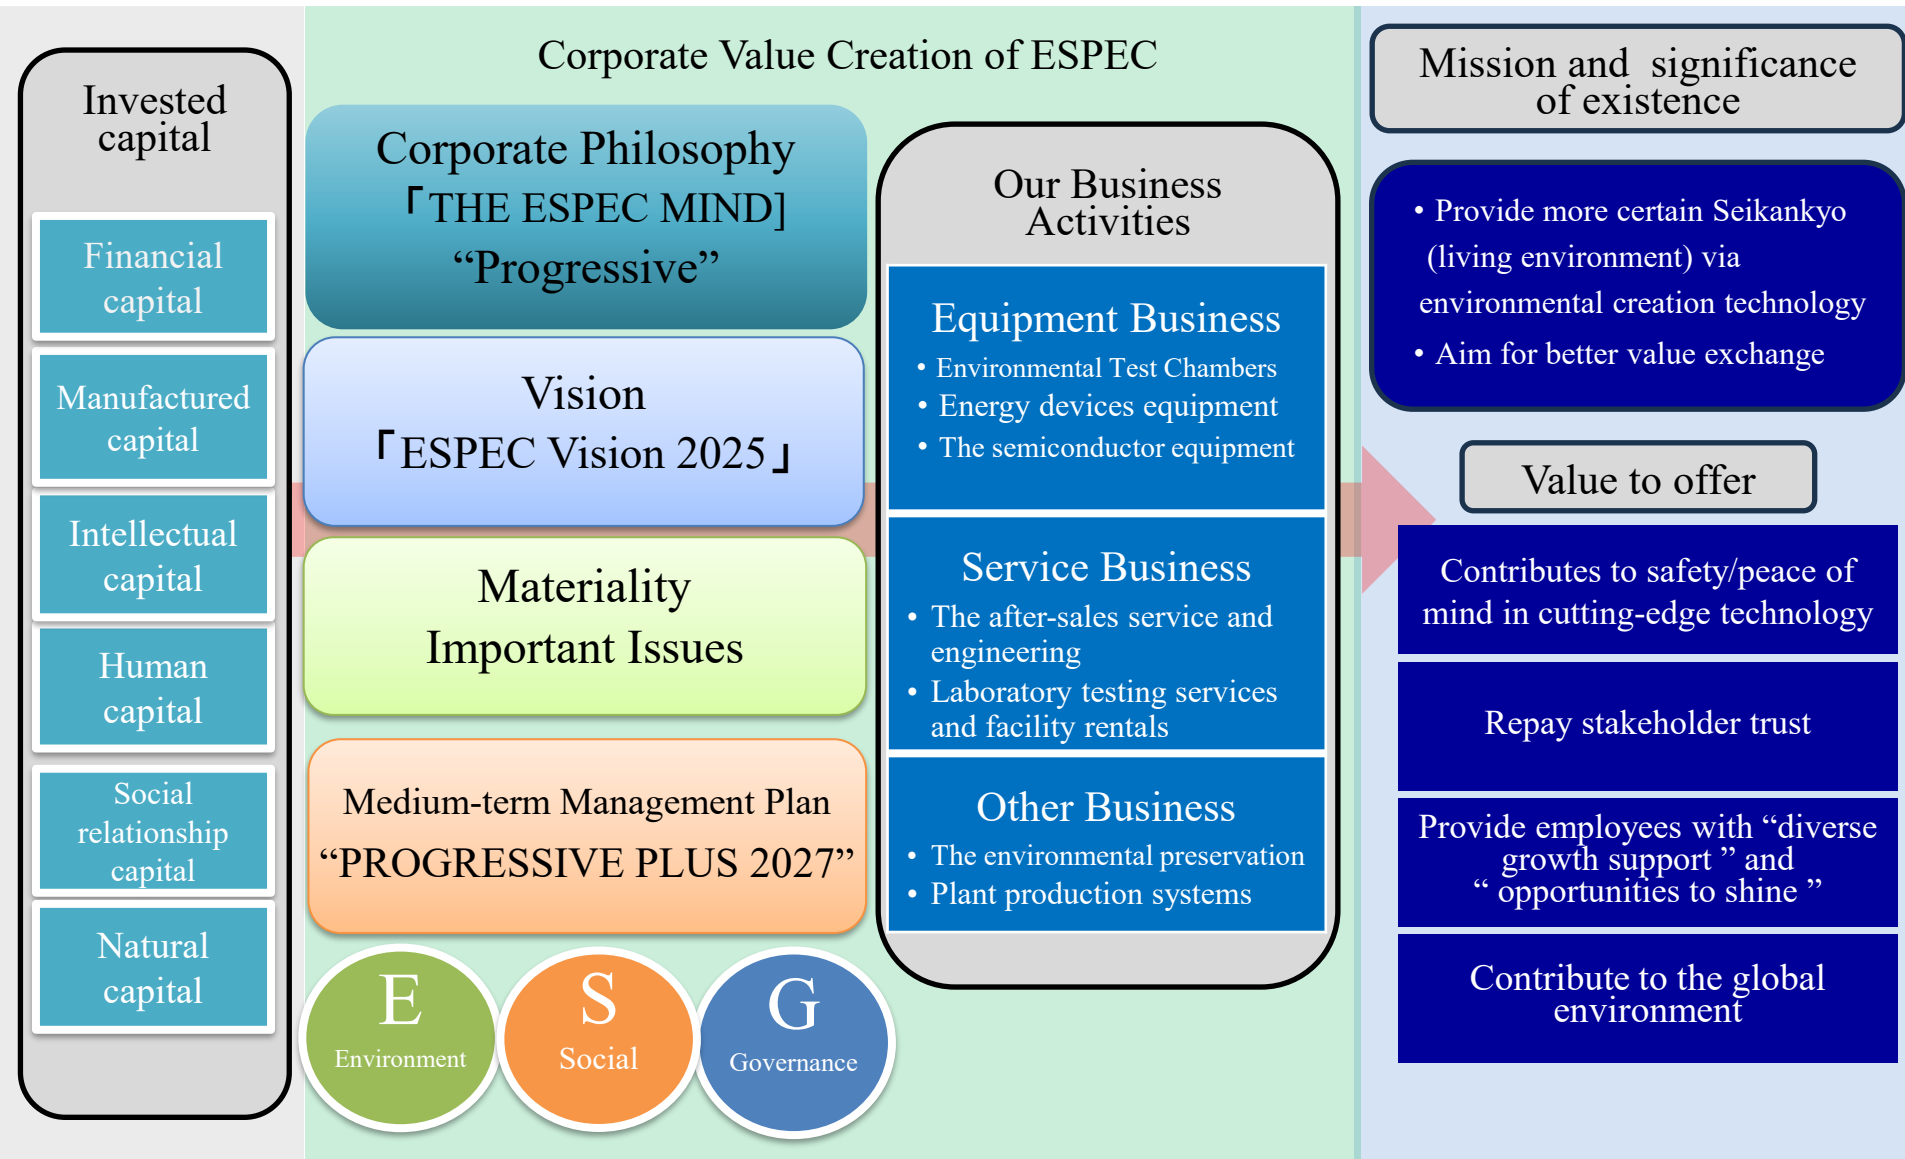 Corporate Value Creation of ESPEC
Invested
capital
Financial
capital
Manufactured
capital
Intellectual
capital
Human
capital
Social
relationship
capital
Natural
capital
Corporate Philosophy
「THE ESPEC MIND]
“Progressive”
Vision
「ESPEC Vision 2025」
Materiality
Important Issues
Medium-term Management Plan
“PROGRESSIVE PLUS 2027”
E
Environment
S
Social
G
Governance
Our Business
Activities
Equipment Business
• Environmental Test Chambers
• Energy devices equipment
• The semiconductor equipment
Service Business
• The after-sales service and
engineering
• Laboratory testing services
and facility rentals
Other Business
• The environmental preservation
• Plant production systems
Mission and significance
of existence
• Provide more certain Seikankyo
(living environment) via
environmental creation technology
• Aim for better value exchange
Value to offer
Contributes to safety/peace of
mind in cutting-edge technology
Repay stakeholder trust
Provide employees with “diverse
growth support ” and
“ opportunities to shine ”
Contribute to the global
environment